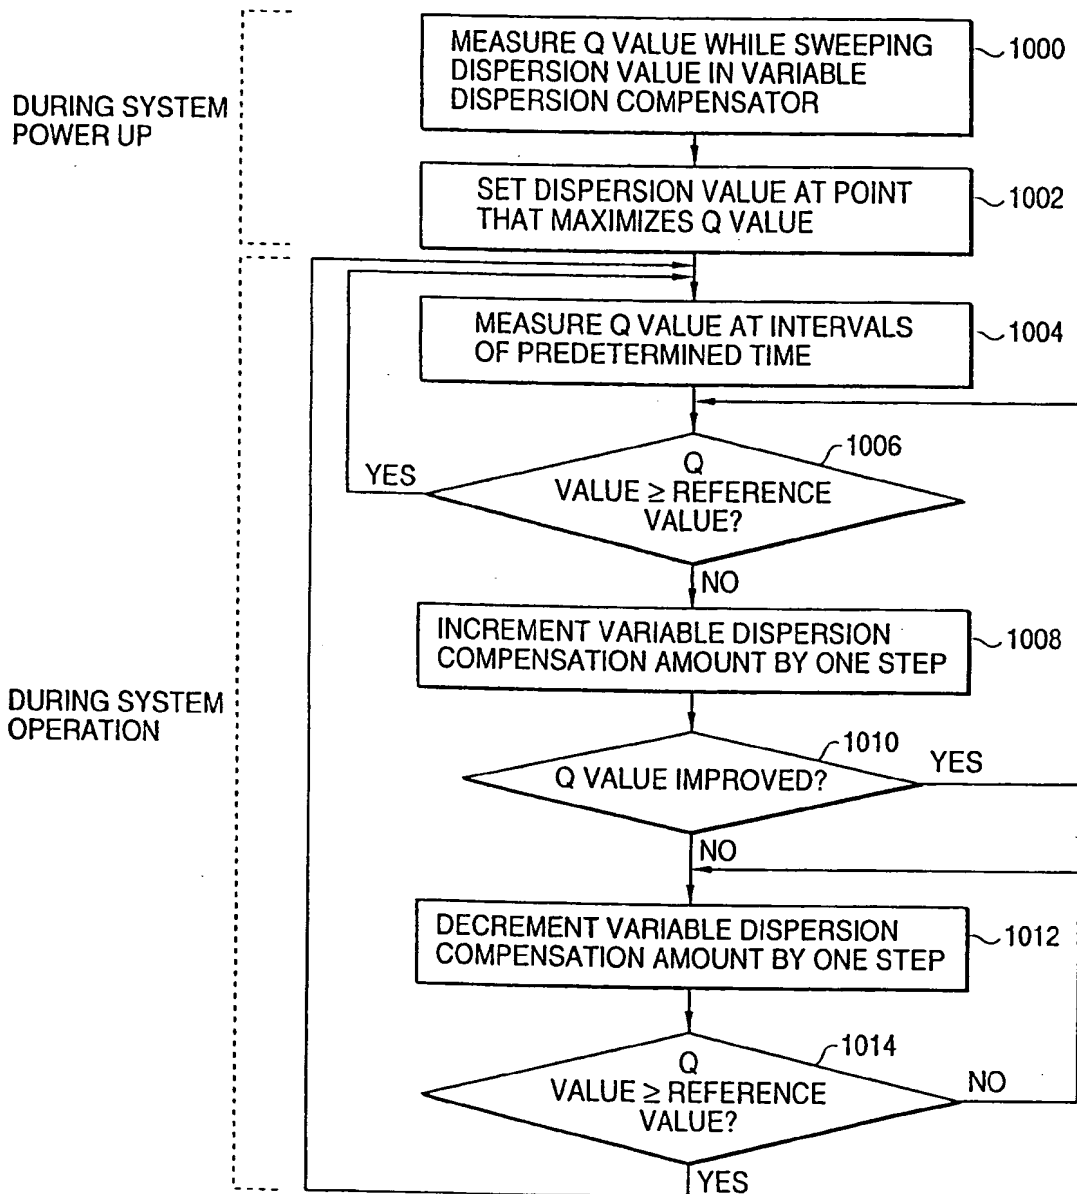 DURING SYSTEM
POWER UP
MEASURE Q VALUE WHILE SWEEPING
DISPERSION VALUE IN VARIABLE
DISPERSION COMPENSATOR
1000
SET DISPERSION VALUE AT POINT
THAT MAXIMIZES Q VALUE
1002
DURING SYSTEM
OPERATION
MEASURE Q VALUE AT INTERVALS
OF PREDETERMINED TIME
1004
Q
VALUE ≥ REFERENCE
VALUE?
1006
YES
NO
INCREMENT VARIABLE DISPERSION
COMPENSATION AMOUNT BY ONE STEP
1008
Q VALUE IMPROVED?
1010
YES
NO
DECREMENT VARIABLE DISPERSION
COMPENSATION AMOUNT BY ONE STEP
1012
Q
VALUE ≥ REFERENCE
VALUE?
1014
NO
YES